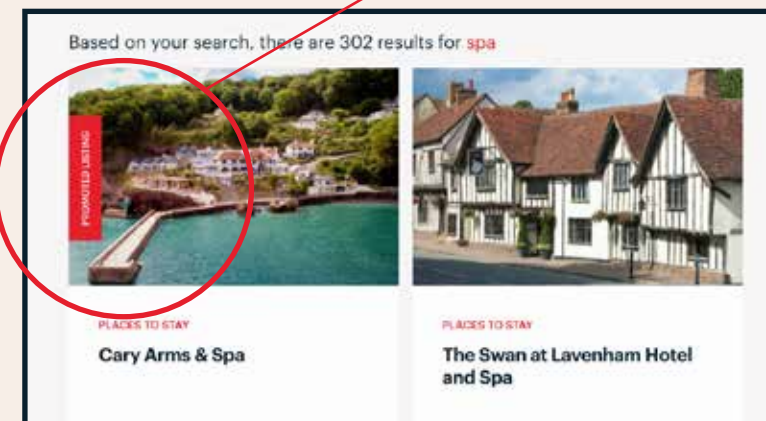 Based on your search, there are 302 results for spa
PROMOTED LISTING
PLACES TO STAY
Cary Arms & Spa
PLACES TO STAY
The Swan at Lavenham Hotel
and Spa